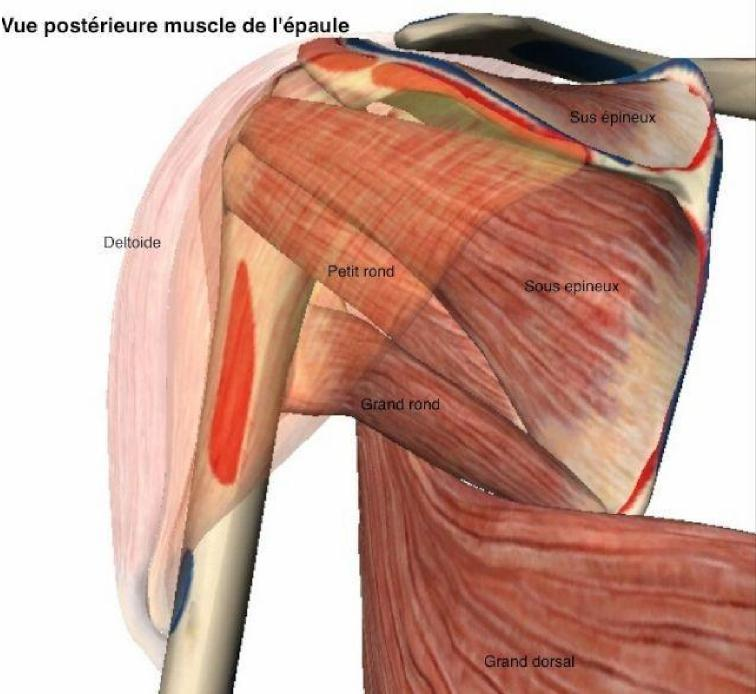 Vue postérieure muscle de l'épaule
Sus épineux
Deltoide
Petit rond
Sous epineux
Grand rond
Grand dorsal